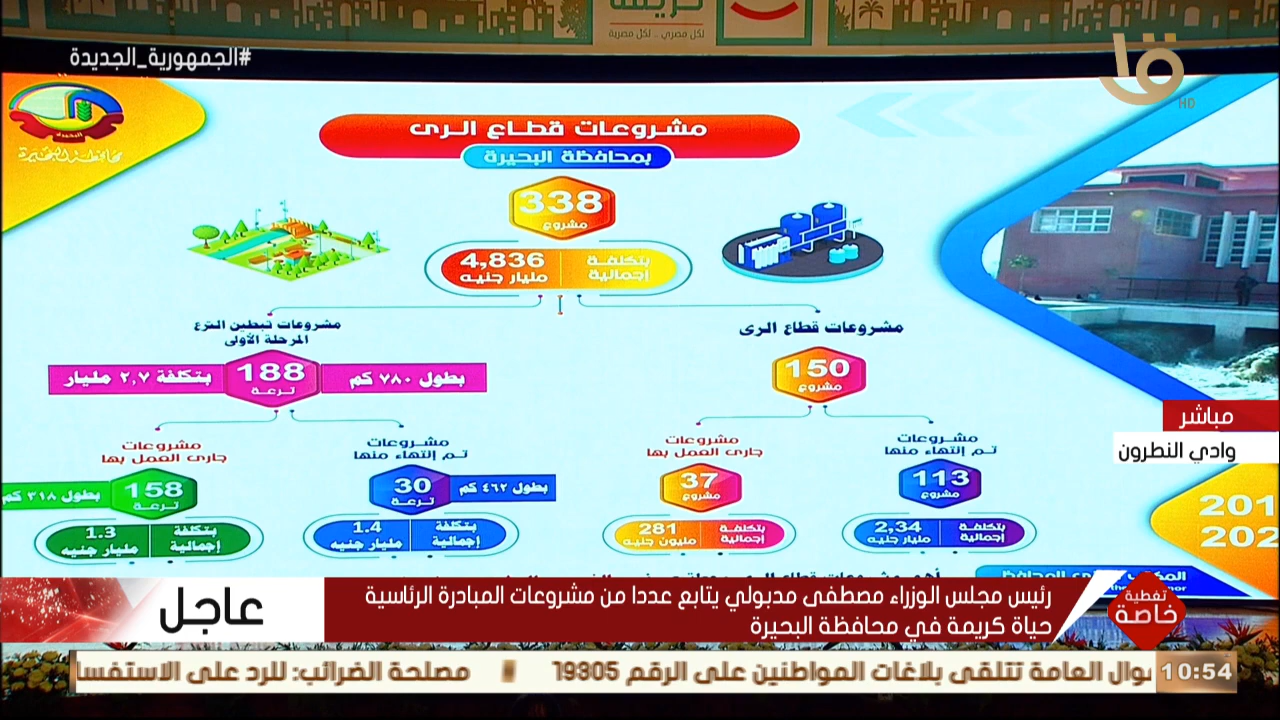 كريمة
لكل مصري .. لكل مصرية
#الجمهورية_الجديدة
HD
محافظة البحيرة
مشروعات قطاع الرى
بمحافظة البحيرة
338
مشروع
بتكلفة إجمالية
4,836
مليار جنيه
مشروعات قطاع الرى
150
مشروع
مشروعات تم إنتهاء منها
113
مشروع
بتكلفة إجمالية
2,34
مليار جنيه
مشروعات جارى العمل بها
37
مشروع
بتكلفة إجمالية
281
مليون جنيه
مشروعات تبطين الترع
المرحلة الأولى
بطول ٧٨٠ كم
188
ترعة
بتكلفة ٢,٧ مليار
مشروعات تم إنتهاء منها
بطول ٤٦٢ كم
30
ترعة
بتكلفة إجمالية
1.4
مليار جنيه
مشروعات جارى العمل بها
158
ترعة
بطول ٣١٨ كم
بتكلفة إجمالية
1.3
مليار جنيه
201
202
مباشر
وادي النطرون
تغطية
خاصة
رئيس مجلس الوزراء مصطفى مدبولي يتابع عددا من مشروعات المبادرة الرئاسية
حياة كريمة في محافظة البحيرة
عاجل
10:54
وال العامة تتلقى بلاغات المواطنين على الرقم 19305 مصلحة الضرائب: للرد على الاستفسا